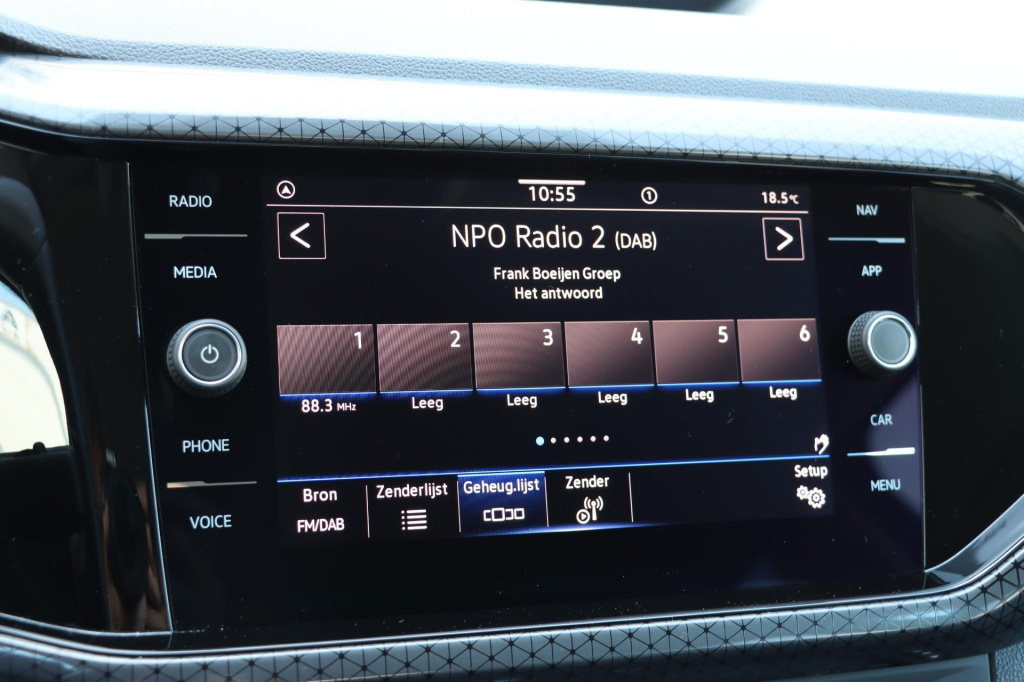 RADIO
MEDIA
PHONE
VOICE
10:55
1
18.5°C
NPO Radio 2 (DAB)
Frank Boeijen Groep
Het antwoord
1 2 3 4 5 6
88.3 MHz Leeg Leeg Leeg Leeg Leeg
Bron Zenderlijst Geheug.lijst Zender Setup
FM/DAB
NAV
APP
CAR
MENU